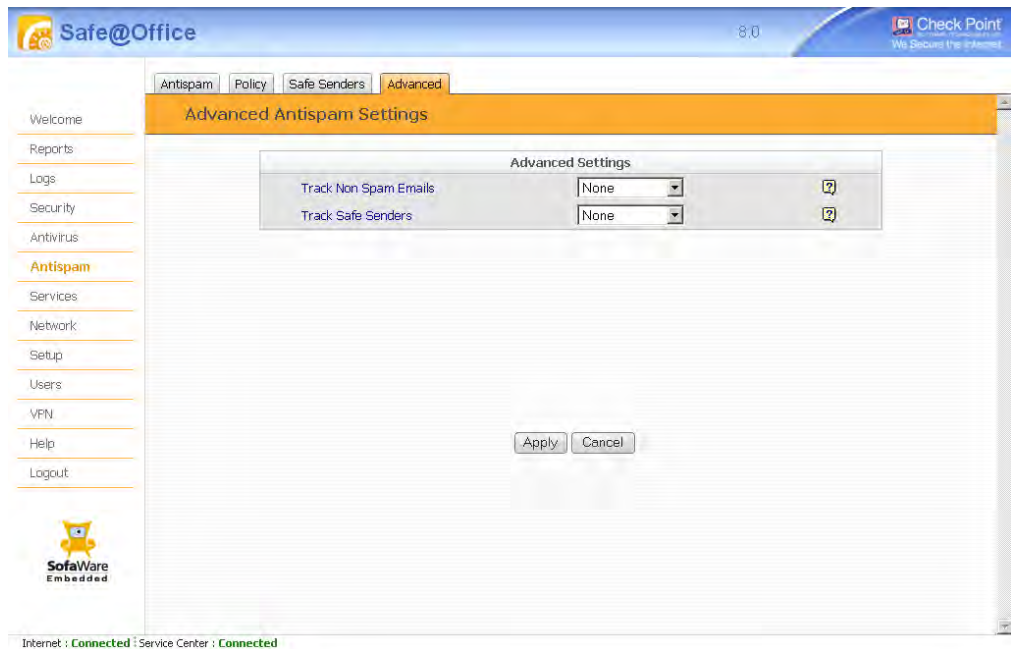 Safe@Office
8.0
Check Point
We Secure the Internet
Antispam Policy Safe Senders Advanced
Advanced Antispam Settings
Welcome
Reports
Logs
Security
Antivirus
Antispam
Services
Network
Setup
Users
VPN
Help
Logout
Advanced Settings
Track Non Spam Emails None ?
Track Safe Senders None ?
Apply Cancel
SofaWare
Embedded
Internet : Connected Service Center : Connected